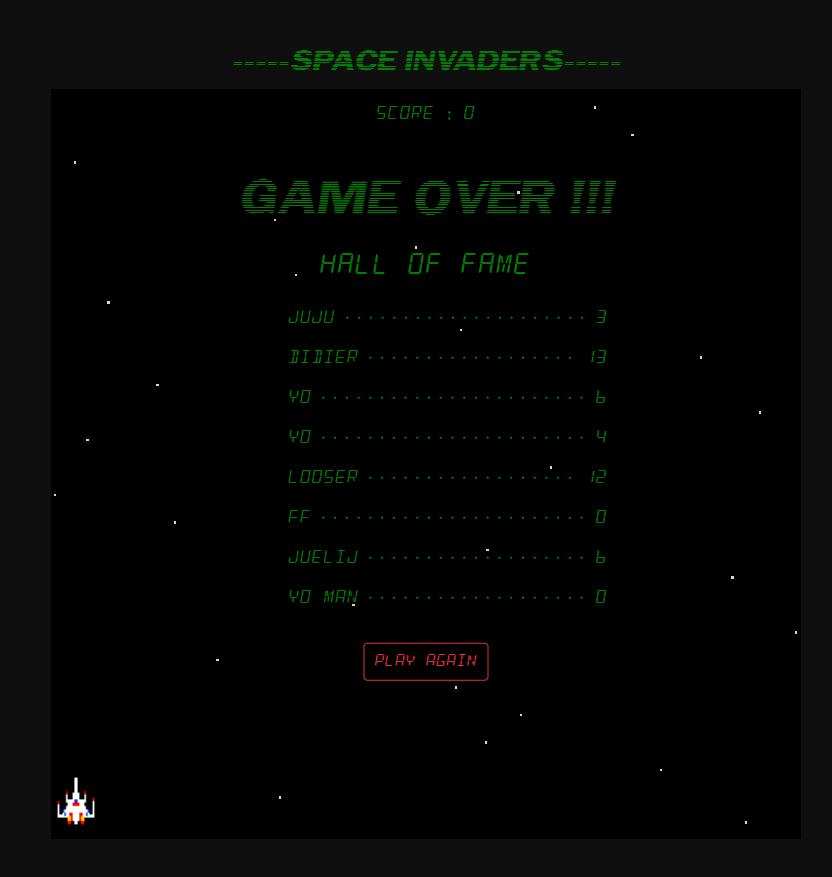 -----SPACE INVADERS-----
SCORE : 0
GAME OVER !!!
HALL OF FAME
JUJU ..................... 3
DIDIER .................. 13
YO ....................... 6
YO ....................... 4
LOOSER .................. 12
FF ....................... 0
JUELIJ ................... 6
YO MAN ................... 0
PLAY AGAIN